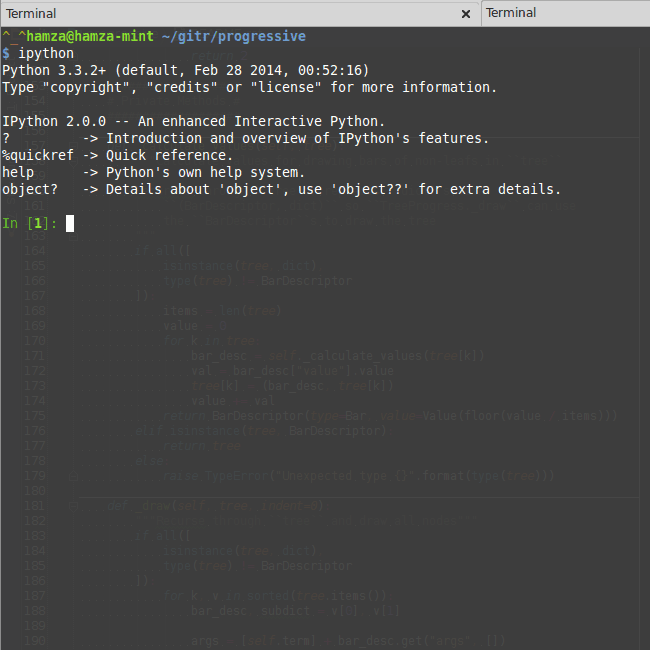 Terminal
Terminal
^_^hamza@hamza-mint ~/gitr/progressive
$ ipython
Python 3.3.2+ (default, Feb 28 2014, 00:52:16)
Type "copyright", "credits" or "license" for more information.
IPython 2.0.0 -- An enhanced Interactive Python.
?         -> Introduction and overview of IPython's features.
%quickref -> Quick reference.
help      -> Python's own help system.
object?   -> Details about 'object', use 'object??' for extra details.
In [1]:
164 if all([
165 isinstance(tree, dict)
166 type(tree) != BarDescriptor
167 ])
168 items = len(tree)
169 value = 0
170 for k in tree
171 bar_desc = self._calculate_values(tree[k])
172 val = bar_desc["value"].value
173 tree[k] = (bar_desc, tree[k])
174 value += val
175 return BarDescriptor(type=Bar, value=Value(floor(value / items)))
176 elif isinstance(tree, BarDescriptor)
177 return tree
178 else
179 raise TypeError("Unexpected type {}".format(type(tree)))
180
181 def _draw(self, tree, indent=0)
182
183 if all([
184 isinstance(tree, dict)
185 type(tree) != BarDescriptor
186 ])
187 for k, v in sorted(tree.items())
188 bar_desc, subdict = v[0], v[1]
189
190 args = [self.term] + bar_desc.get("args", [])